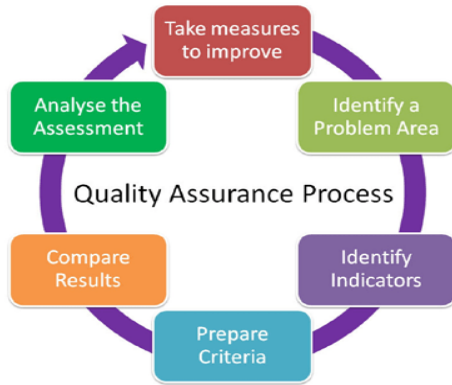 Take measures
to improve
Identify a
Problem Area
Identify
Indicators
Prepare
Criteria
Compare
Results
Analyse the
Assessment
Quality Assurance Process